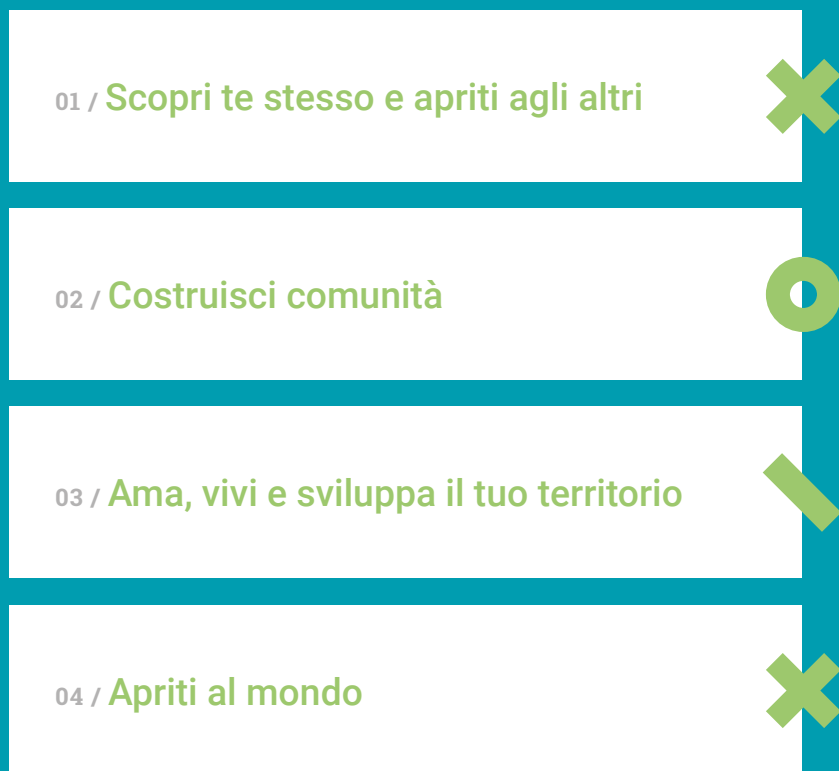 01 / Scopri te stesso e apriti agli altri
02 / Costruisci comunità
03 / Ama, vivi e sviluppa il tuo territorio
04 / Apriti al mondo